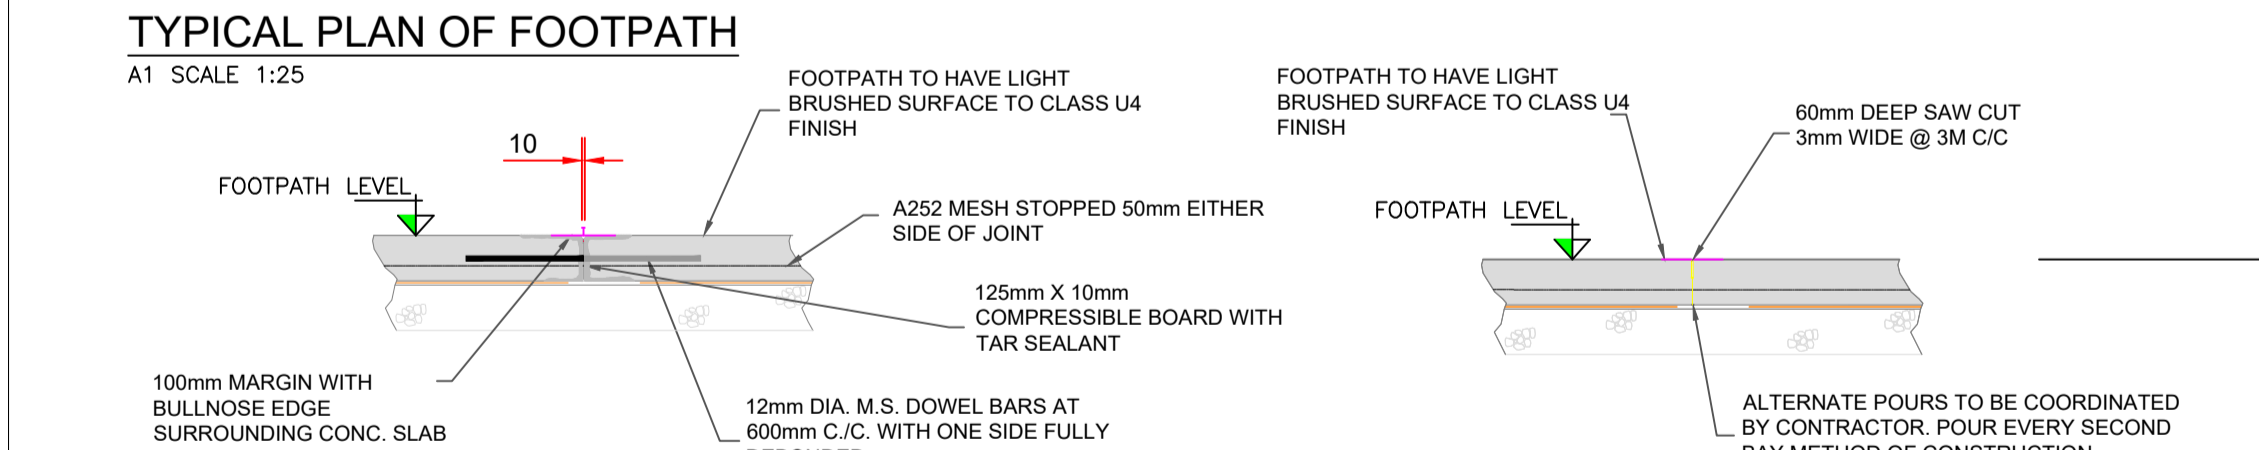 TYPICAL PLAN OF FOOTPATH
A1 SCALE 1:25
FOOTPATH TO HAVE LIGHT
BRUSHED SURFACE TO CLASS U4
FINISH
10
FOOTPATH LEVEL
A252 MESH STOPPED 50mm EITHER
SIDE OF JOINT
125mm X 10mm
COMPRESSIBLE BOARD WITH
TAR SEALANT
100mm MARGIN WITH
BULLNOSE EDGE
SURROUNDING CONC. SLAB
12mm DIA. M.S. DOWEL BARS AT
600mm C./C. WITH ONE SIDE FULLY
FOOTPATH TO HAVE LIGHT
BRUSHED SURFACE TO CLASS U4
FINISH
60mm DEEP SAW CUT
3mm WIDE @ 3M C/C
FOOTPATH LEVEL
ALTERNATE POURS TO BE COORDINATED
BY CONTRACTOR. POUR EVERY SECOND
BAY METHOD OF CONSTRUCTION